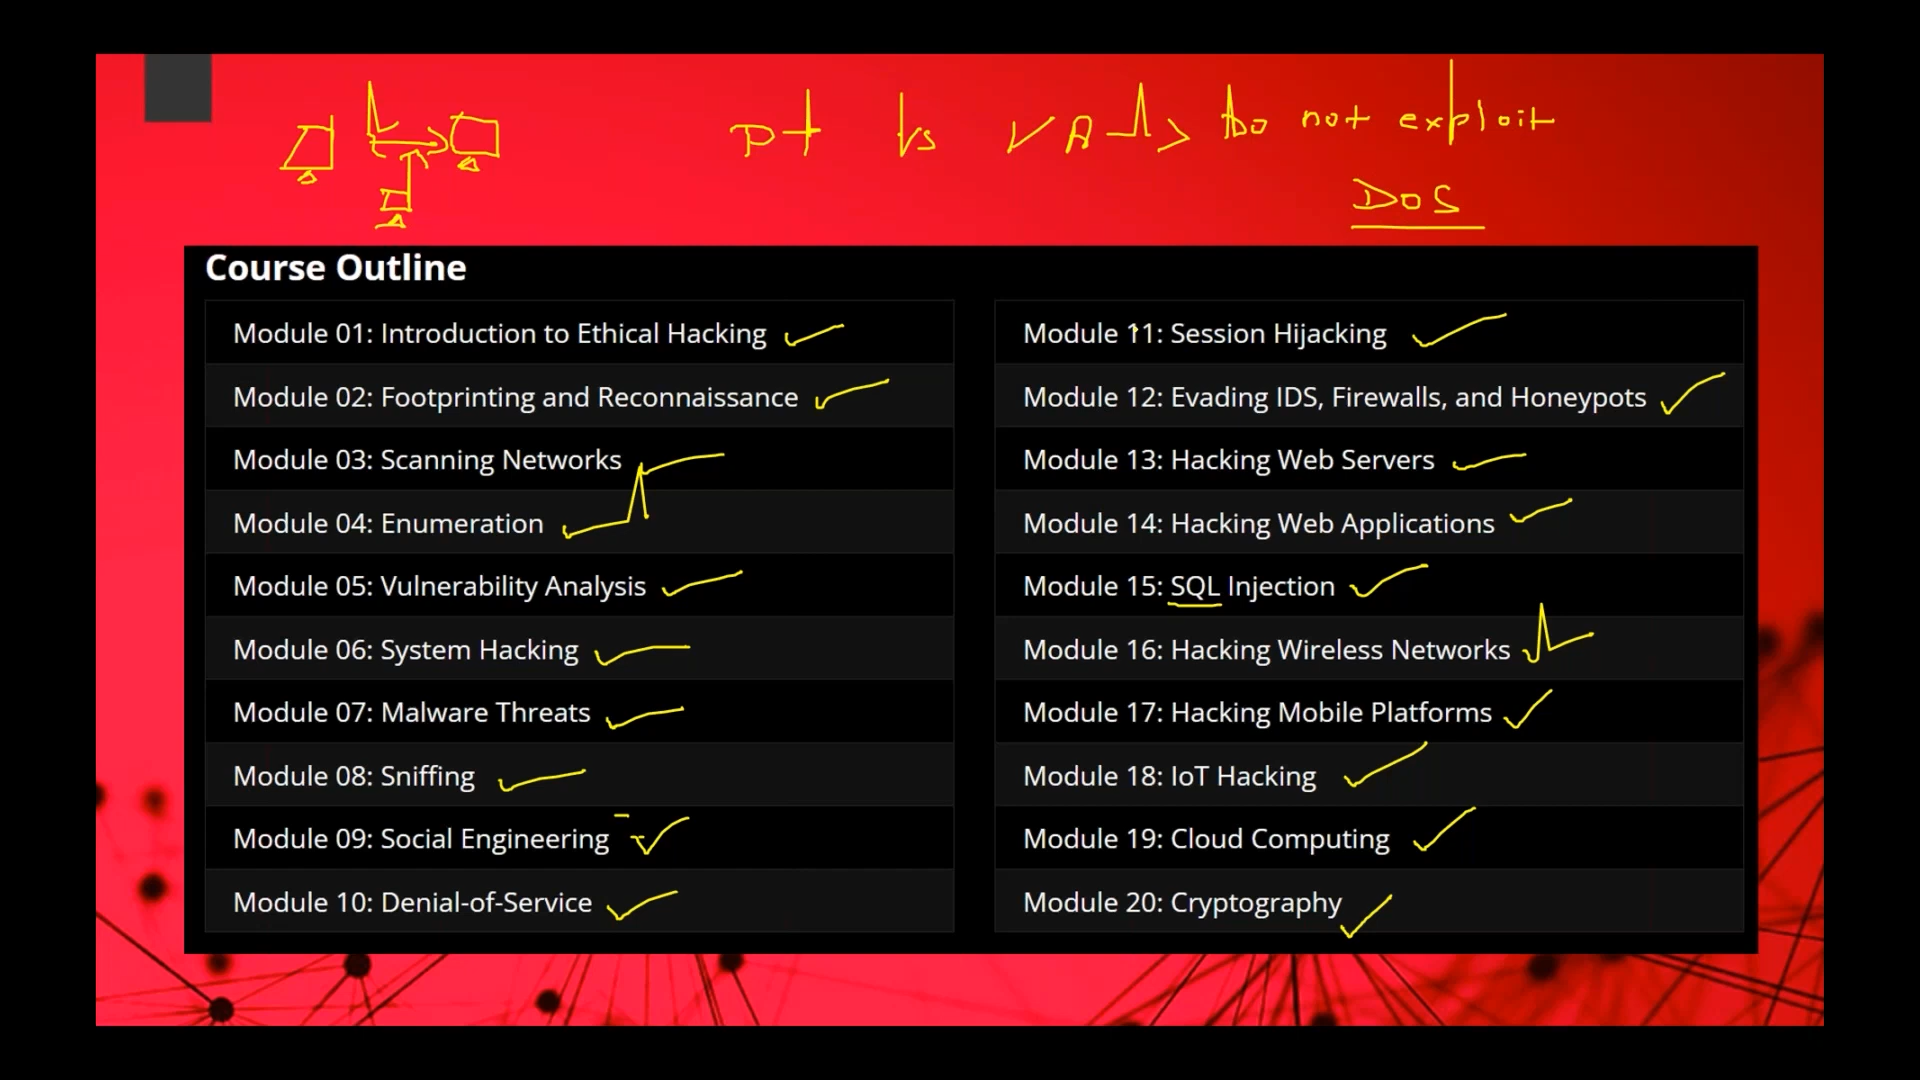 PT Vs VA -> Do not exploit
DOS
Course Outline
Module 01: Introduction to Ethical Hacking
Module 02: Footprinting and Reconnaissance
Module 03: Scanning Networks
Module 04: Enumeration
Module 05: Vulnerability Analysis
Module 06: System Hacking
Module 07: Malware Threats
Module 08: Sniffing
Module 09: Social Engineering
Module 10: Denial-of-Service
Module 11: Session Hijacking
Module 12: Evading IDS, Firewalls, and Honeypots
Module 13: Hacking Web Servers
Module 14: Hacking Web Applications
Module 15: SQL Injection
Module 16: Hacking Wireless Networks
Module 17: Hacking Mobile Platforms
Module 18: IoT Hacking
Module 19: Cloud Computing
Module 20: Cryptography